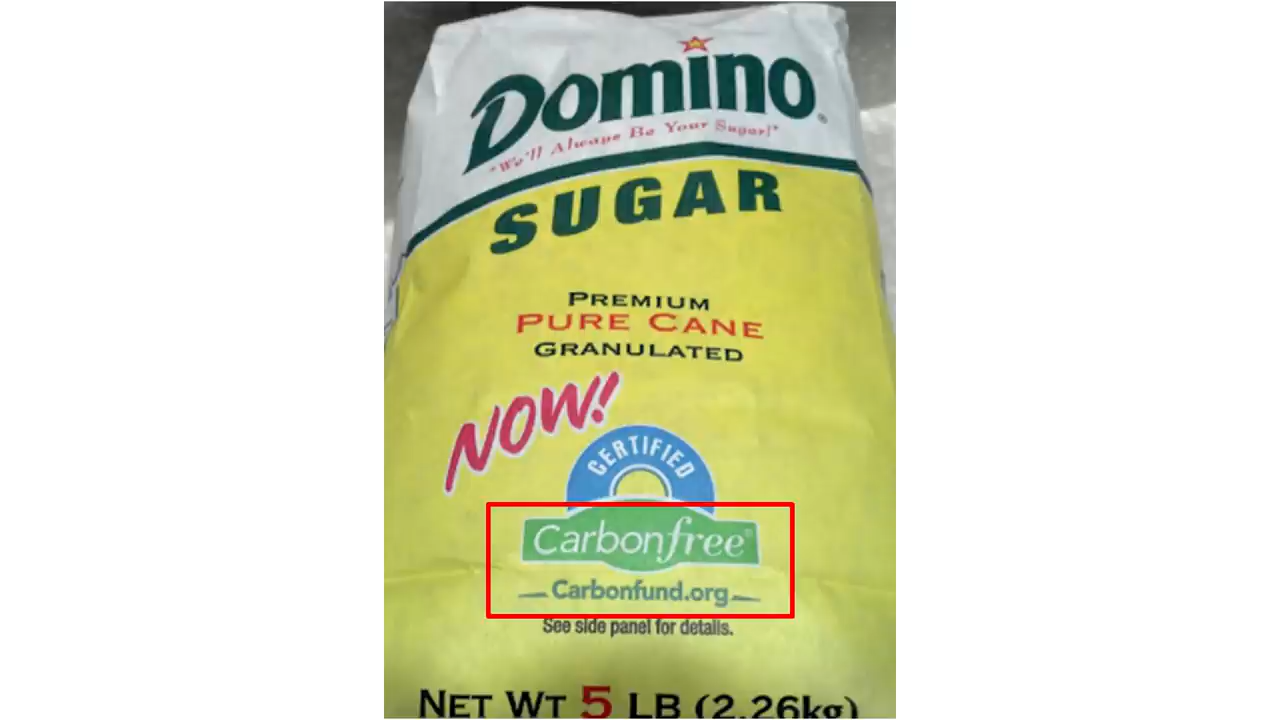 Domino®
"We'll Always Be Your Sugar!"
SUGAR
PREMIUM
PURE CANE
GRANULATED
NOW!
CERTIFIED
Carbonfree®
Carbonfund.org
See side panel for details.
NET WT 5 LB (2.26kg)